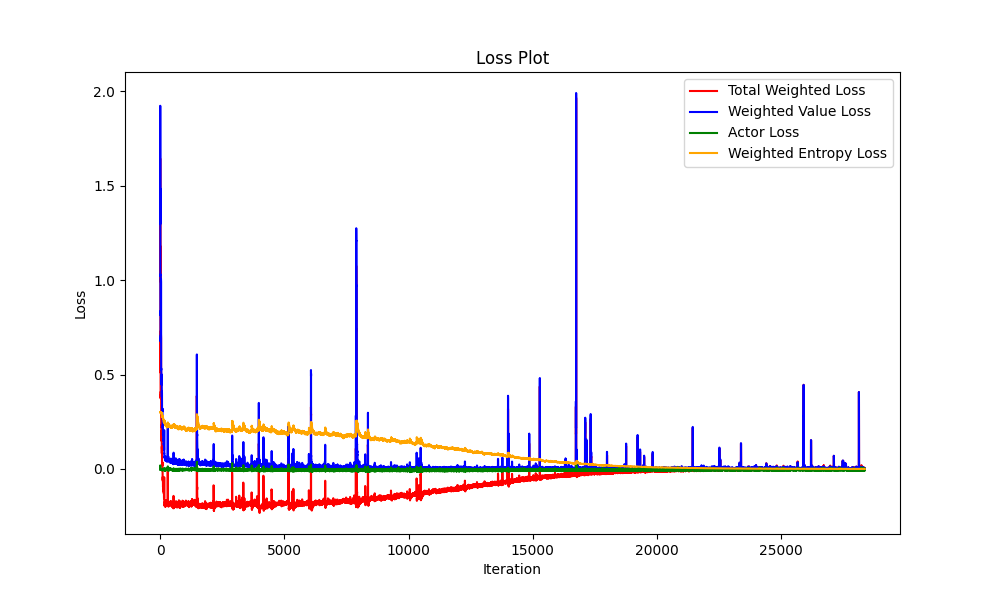 Loss Plot
Total Weighted Loss
Weighted Value Loss
Actor Loss
Weighted Entropy Loss
2.0
1.5
1.0
0.5
0.0
Loss
0 5000 10000 15000 20000 25000
Iteration